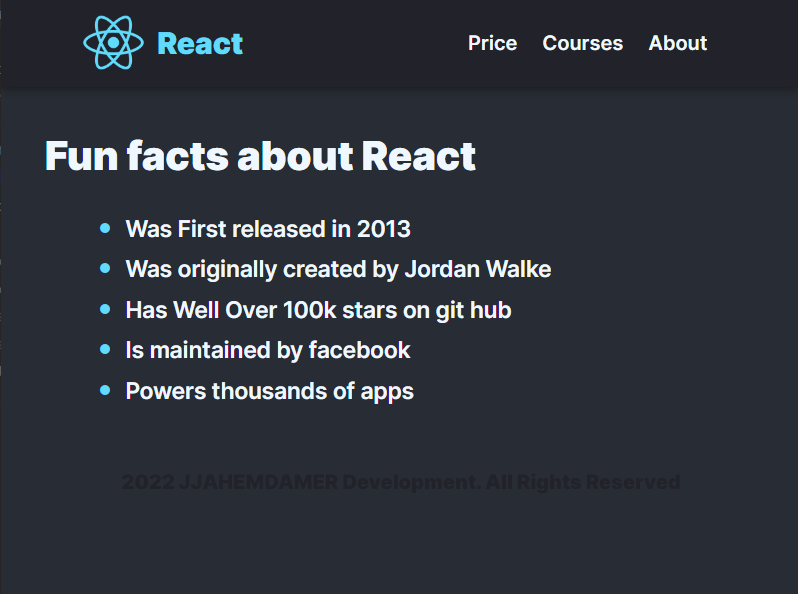 React
Price Courses About
Fun facts about React
Was First released in 2013
Was originally created by Jordan Walke
Has Well Over 100k stars on git hub
Is maintained by facebook
Powers thousands of apps
2022 JJAHEMDAMER Development. All Rights Reserved